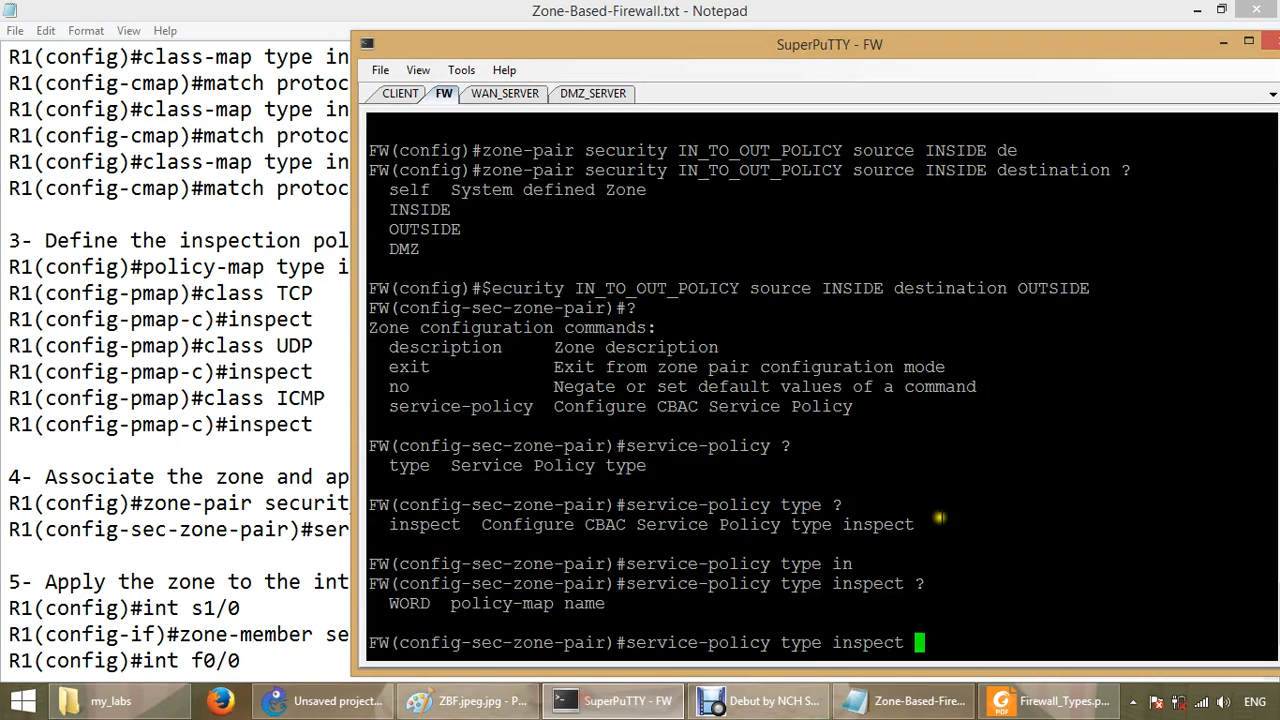 Zone-Based-Firewall.txt - Notepad
File Edit Format View Help
R1(config)#class-map type in
R1(config-cmap)#match protoc
R1(config)#class-map type in
R1(config-cmap)#match protoc
R1(config)#class-map type in
R1(config-cmap)#match protoc
3- Define the inspection pol
R1(config)#policy-map type i
R1(config-pmap)#class TCP
R1(config-pmap-c)#inspect
R1(config-pmap)#class UDP
R1(config-pmap-c)#inspect
R1(config-pmap)#class ICMP
R1(config-pmap-c)#inspect
4- Associate the zone and ap
R1(config)#zone-pair securit
R1(config-sec-zone-pair)#ser
5- Apply the zone to the int
R1(config)#int s1/0
R1(config-if)#zone-member se
R1(config)#int f0/0
SuperPuTTY - FW
File View Tools Help
CLIENT FW WAN_SERVER DMZ_SERVER
FW(config)#zone-pair security IN_TO_OUT_POLICY source INSIDE de
FW(config)#zone-pair security IN_TO_OUT_POLICY source INSIDE destination ?
self System defined Zone
INSIDE
OUTSIDE
DMZ
FW(config)#$ecurity IN_TO_OUT_POLICY source INSIDE destination OUTSIDE
FW(config-sec-zone-pair)#?
Zone configuration commands:
description Zone description
exit Exit from zone pair configuration mode
no Negate or set default values of a command
service-policy Configure CBAC Service Policy
FW(config-sec-zone-pair)#service-policy ?
type Service Policy type
FW(config-sec-zone-pair)#service-policy type ?
inspect Configure CBAC Service Policy type inspect
FW(config-sec-zone-pair)#service-policy type in
FW(config-sec-zone-pair)#service-policy type inspect ?
WORD policy-map name
FW(config-sec-zone-pair)#service-policy type inspect
my_labs Unsaved project... ZBF.jpeg.jpg - P... SuperPuTTY - FW Debut by NCH S... Zone-Based-Fire... Firewall_Types.p... ENG